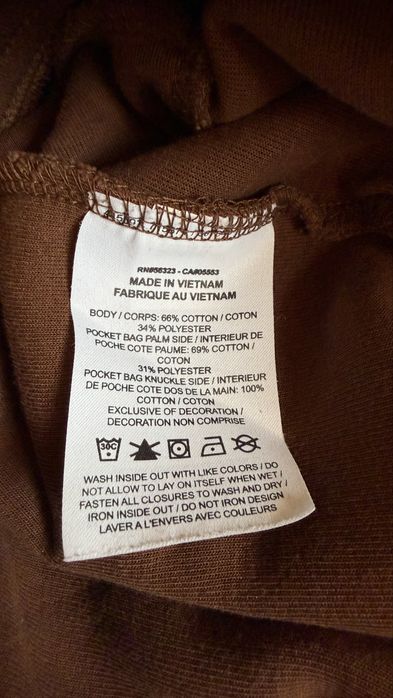 RN#56323 - CA#05553
MADE IN VIETNAM
FABRIQUE AU VIETNAM
BODY / CORPS: 66% COTTON / COTON
34% POLYESTER
POCKET BAG PALM SIDE / INTERIEUR DE
POCHE COTE PAUME: 69% COTTON /
COTON
31% POLYESTER
POCKET BAG KNUCKLE SIDE / INTERIEUR
DE POCHE COTE DOS DE LA MAIN: 100%
COTTON / COTON
EXCLUSIVE OF DECORATION /
DECORATION NON COMPRISE
30C
WASH INSIDE OUT WITH LIKE COLORS / DO
NOT ALLOW TO LAY ON ITSELF WHEN WET /
FASTEN ALL CLOSURES TO WASH AND DRY /
IRON INSIDE OUT / DO NOT IRON DESIGN
LAVER A L'ENVERS AVEC COULEURS